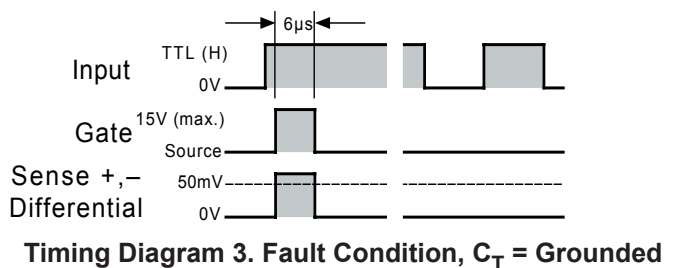 6µs
TTL (H)
Input
0V
15V (max.)
Gate
Source
Sense +,–
50mV
Differential
0V
Timing Diagram 3. Fault Condition, CT = Grounded